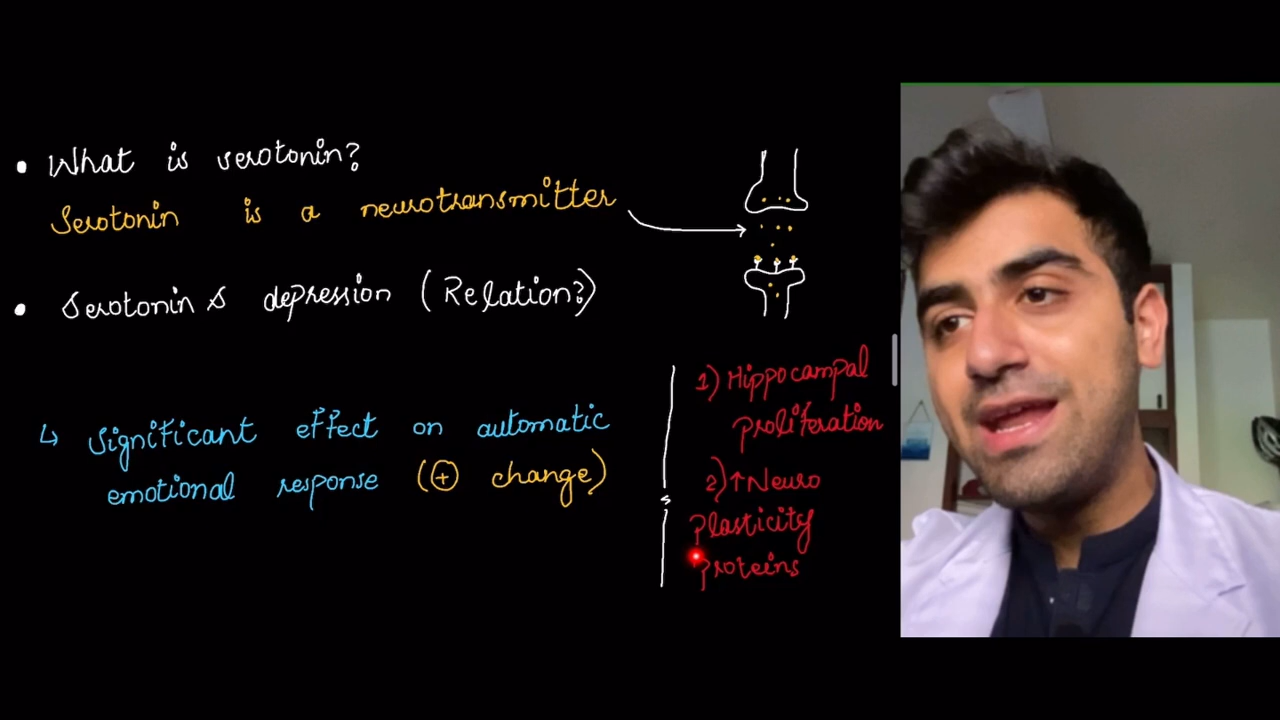 • What is serotonin?
Serotonin is a neurotransmitter
• Serotonin & depression (Relation?)
↳ Significant effect on automatic
emotional response (+ change)
1) Hippocampal
proliferation
2) ↑ Neuro
plasticity
proteins